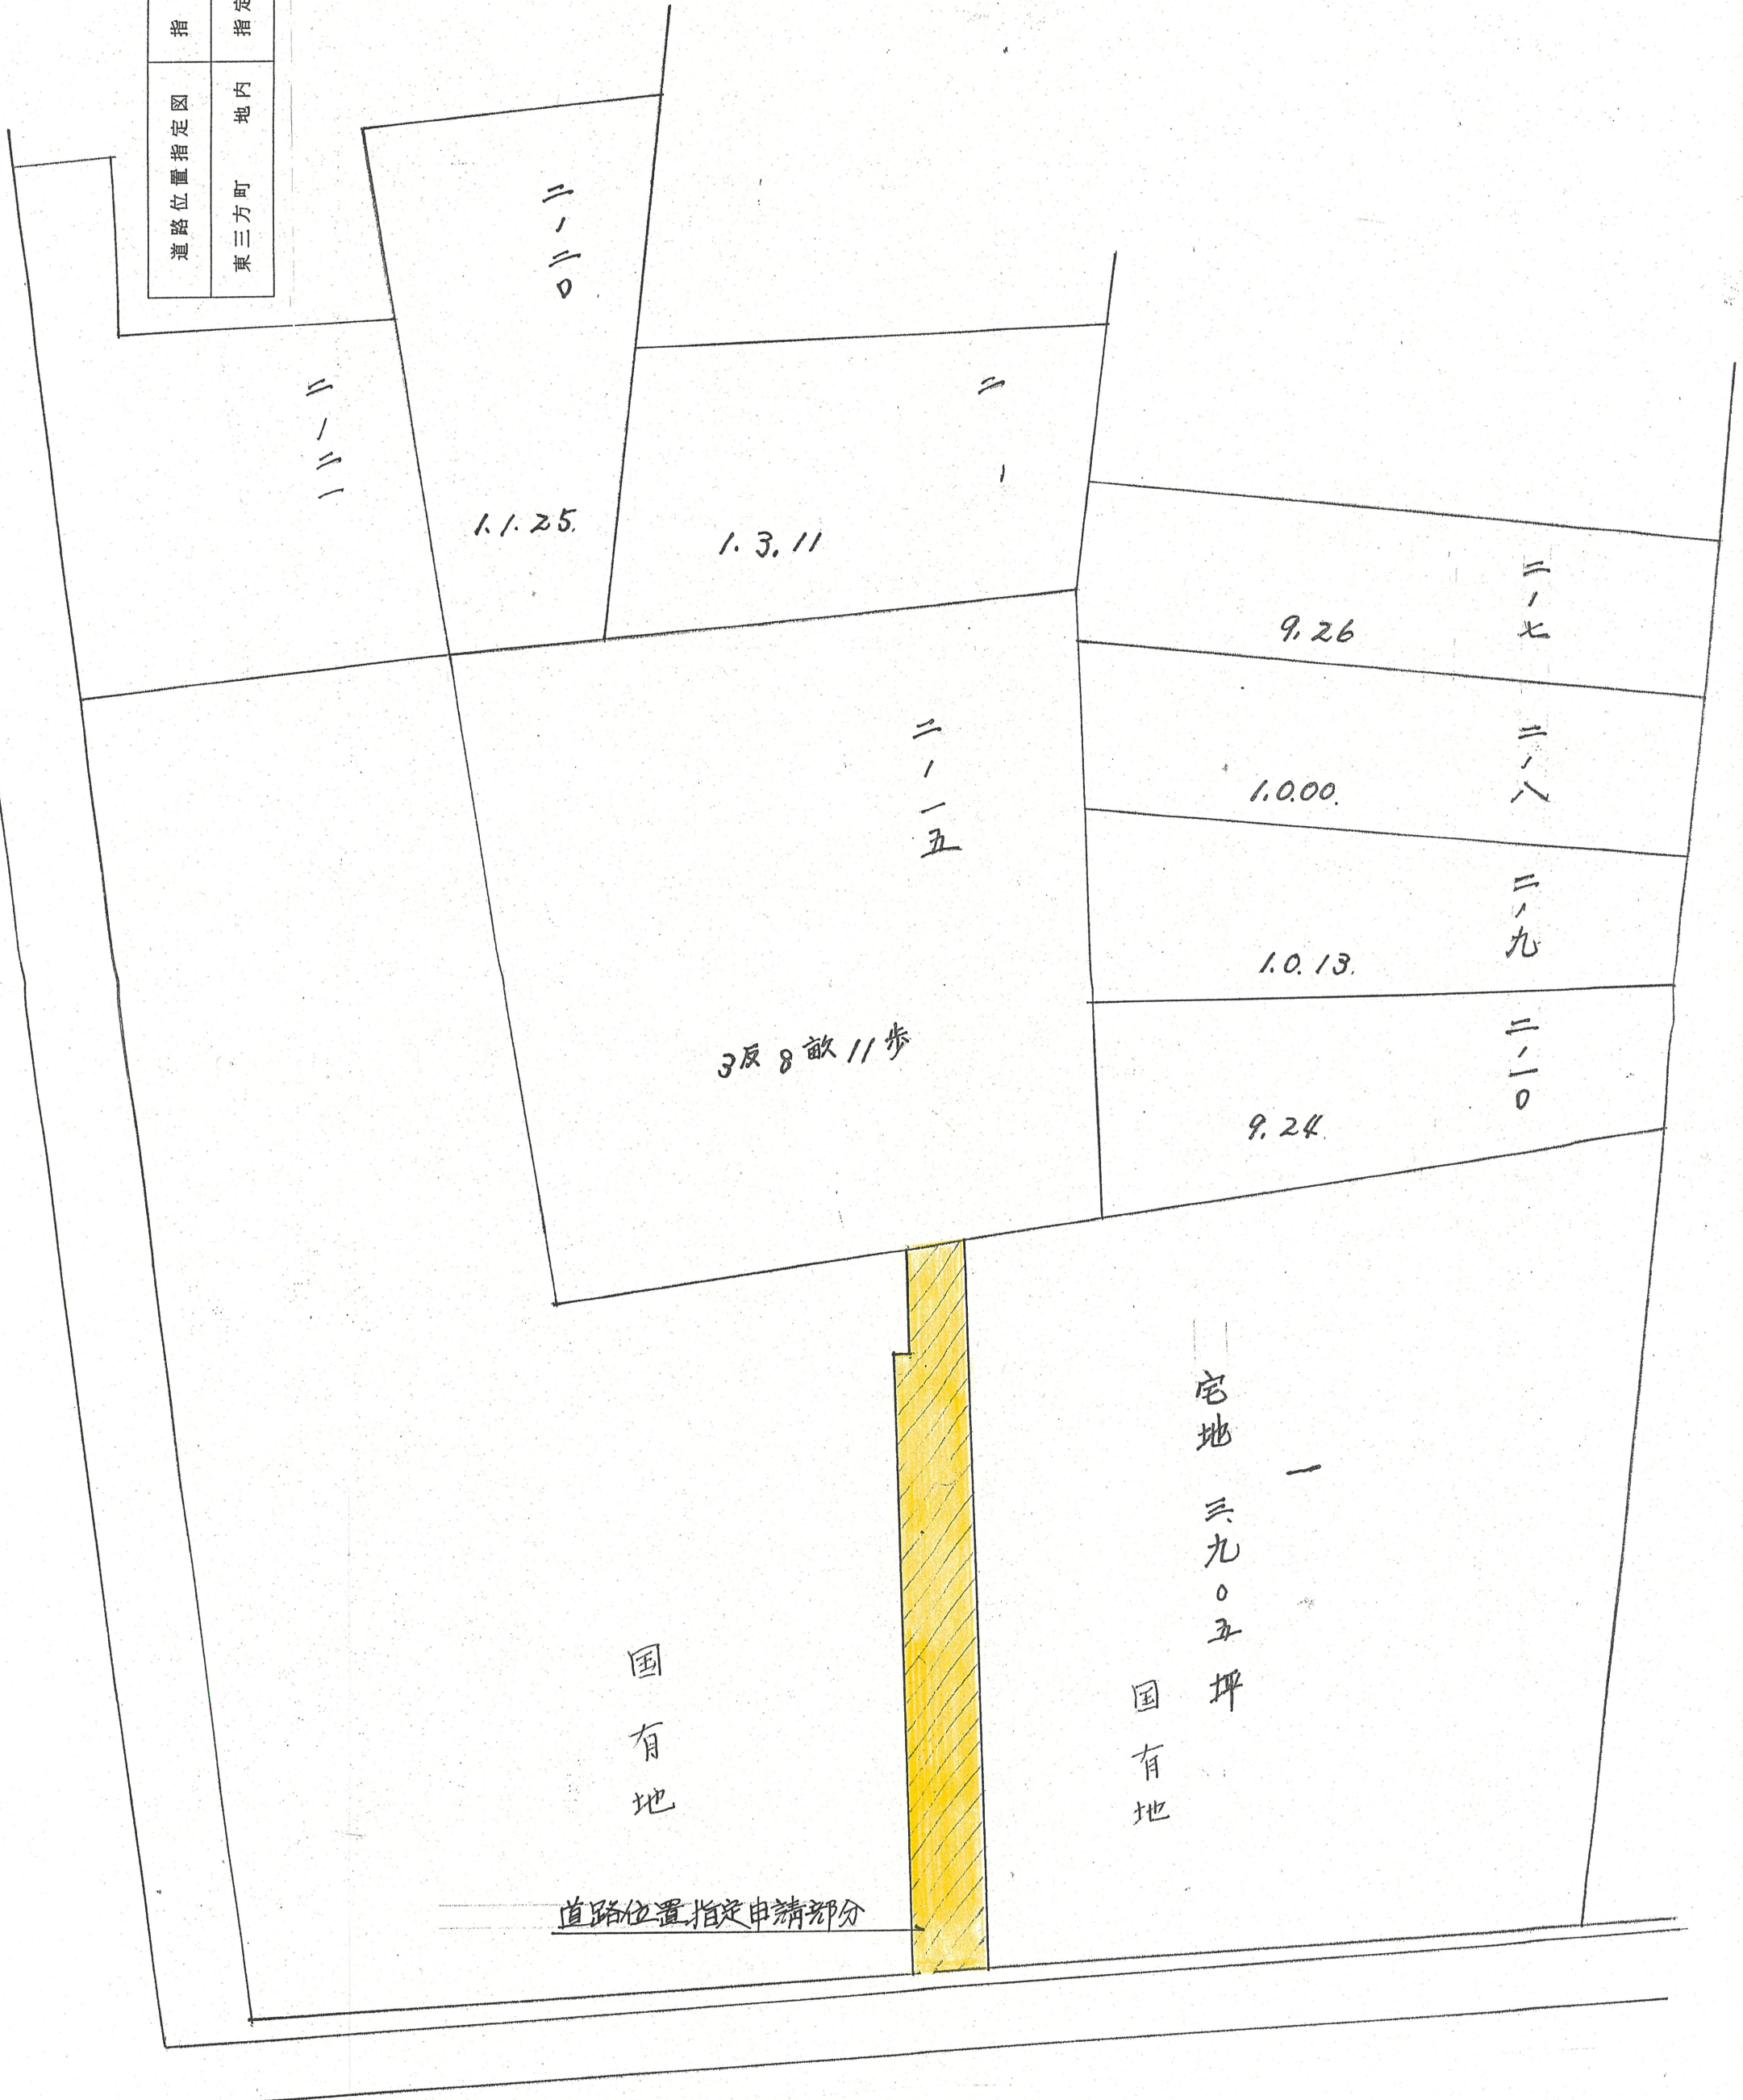 道路位置指定図 指
東三方町 地内 指定
二ノ二〇
二ノ二一
1.1.25.
二ノ一
1.3.11
二ノ七
9.26
二ノ八
1.0.00.
二ノ九
1.0.13.
二ノ一〇
9.24.
二ノ一五
3反8畝11歩
一
宅地 三.九〇五坪
国有地
国有地
道路位置指定申請部分